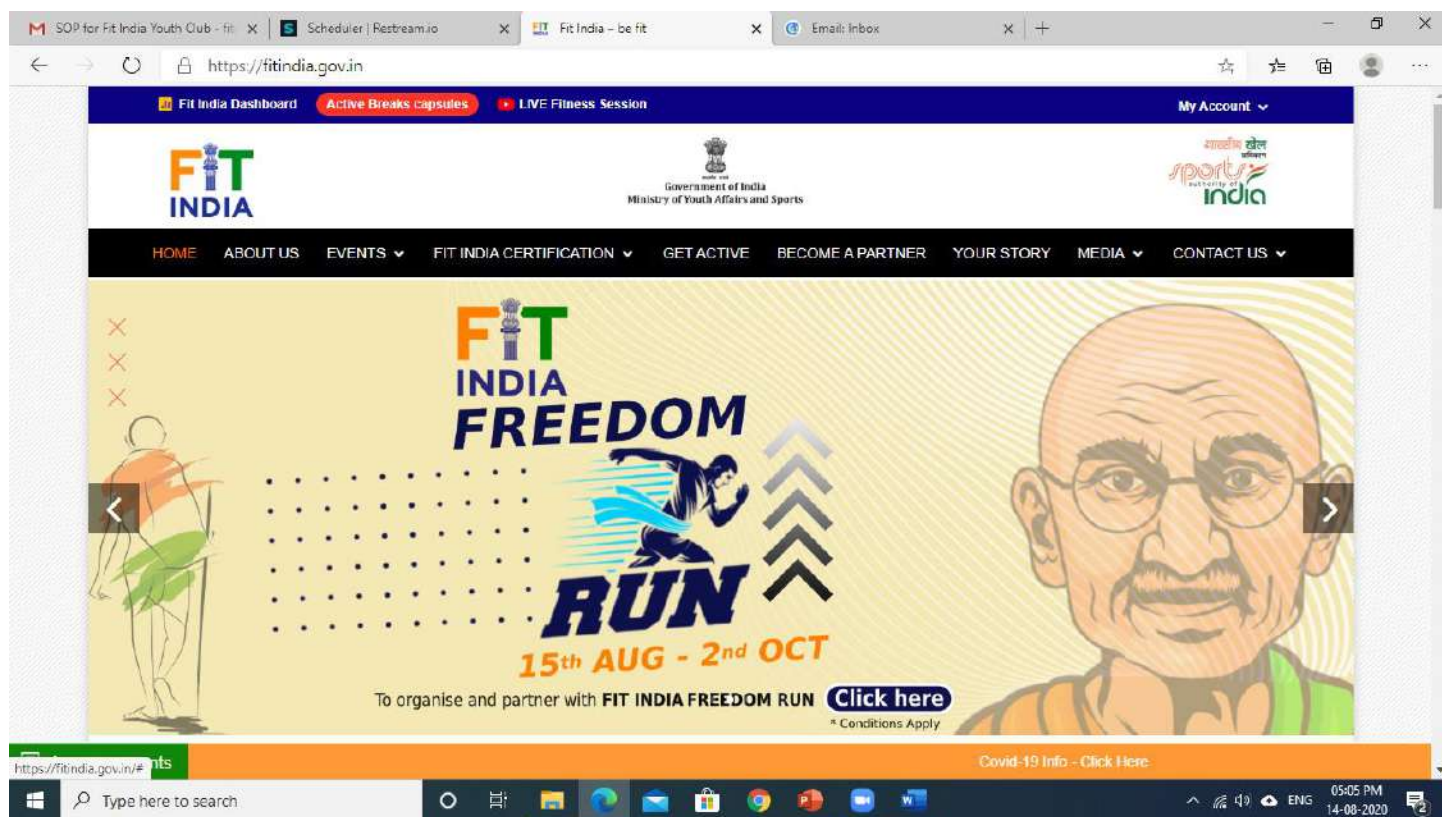 SOP for Fit India Youth Club - fit
Scheduler | Restream.io
Fit India – be fit
Email: Inbox
https://fitindia.gov.in
Fit India Dashboard
Active Breaks capsules
LIVE Fitness Session
My Account
FIT
INDIA
Government of India
Ministry of Youth Affairs and Sports
खेल
sports
authority of
india
HOME ABOUT US EVENTS FIT INDIA CERTIFICATION GET ACTIVE BECOME A PARTNER YOUR STORY MEDIA CONTACT US
FIT
INDIA
FREEDOM
RUN
15th AUG - 2nd OCT
To organise and partner with FIT INDIA FREEDOM RUN Click here
* Conditions Apply
Covid-19 Info - Click Here
https://fitindia.gov.in/#
nts
Type here to search
ENG
05:05 PM
14-08-2020
2